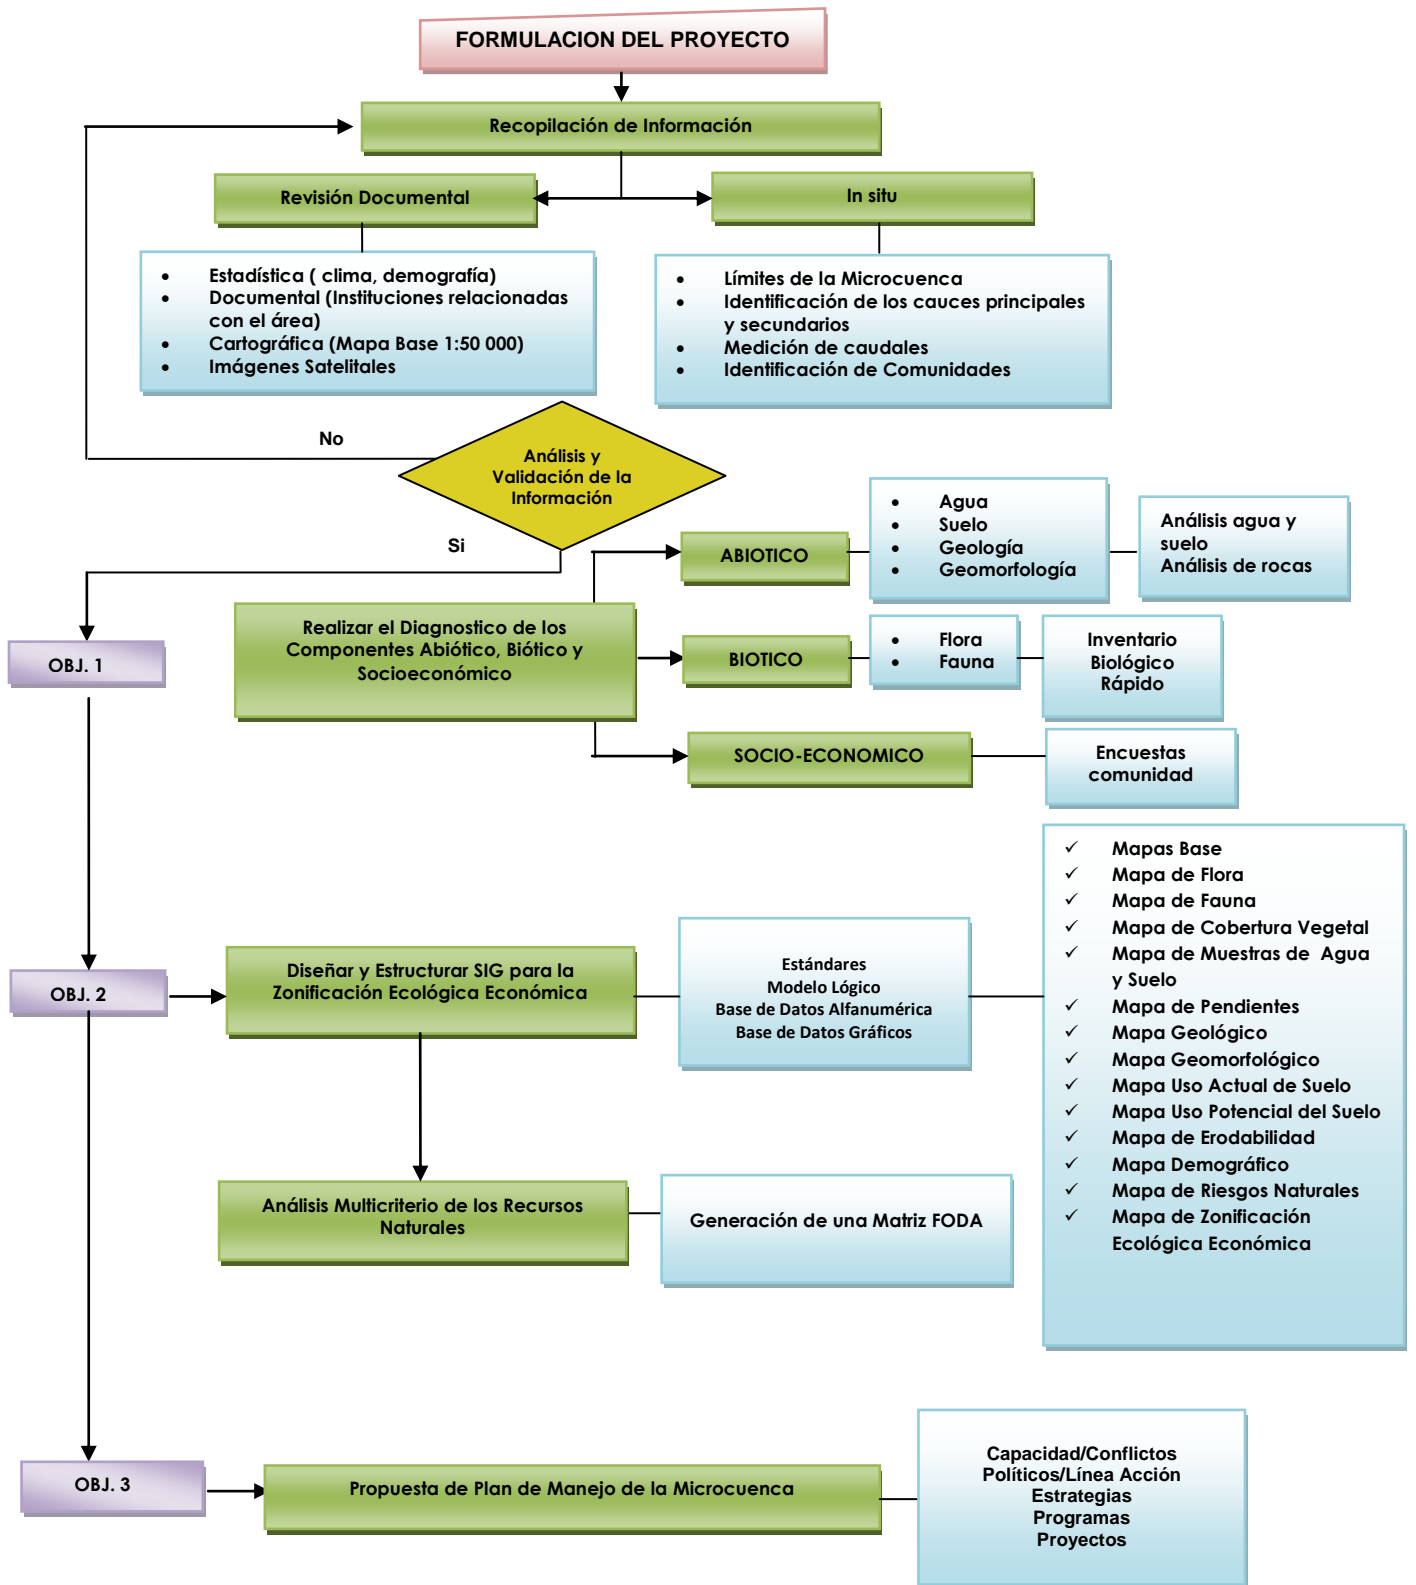 FORMULACION DEL PROYECTO
Recopilación de Información
Revisión Documental
In situ
• Estadística ( clima, demografía)
• Documental (Instituciones relacionadas
con el área)
• Cartográfica (Mapa Base 1:50 000)
• Imágenes Satelitales
• Límites de la Microcuenca
• Identificación de los cauces principales
y secundarios
• Medición de caudales
• Identificación de Comunidades
No
Análisis y
Validación de la
Información
Si
ABIOTICO
• Agua
• Suelo
• Geología
• Geomorfología
Análisis agua y
suelo
Análisis de rocas
OBJ. 1
Realizar el Diagnostico de los
Componentes Abiótico, Biótico y
Socioeconómico
BIOTICO
• Flora
• Fauna
Inventario
Biológico
Rápido
SOCIO-ECONOMICO
Encuestas
comunidad
OBJ. 2
Diseñar y Estructurar SIG para la
Zonificación Ecológica Económica
Estándares
Modelo Lógico
Base de Datos Alfanumérica
Base de Datos Gráficos
✓ Mapas Base
✓ Mapa de Flora
✓ Mapa de Fauna
✓ Mapa de Cobertura Vegetal
✓ Mapa de Muestras de Agua
y Suelo
✓ Mapa de Pendientes
✓ Mapa Geológico
✓ Mapa Geomorfológico
✓ Mapa Uso Actual de Suelo
✓ Mapa Uso Potencial del Suelo
✓ Mapa de Erodabilidad
✓ Mapa Demográfico
✓ Mapa de Riesgos Naturales
✓ Mapa de Zonificación
Ecológica Económica
Análisis Multicriterio de los Recursos
Naturales
Generación de una Matriz FODA
OBJ. 3
Propuesta de Plan de Manejo de la Microcuenca
Capacidad/Conflictos
Políticos/Línea Acción
Estrategias
Programas
Proyectos